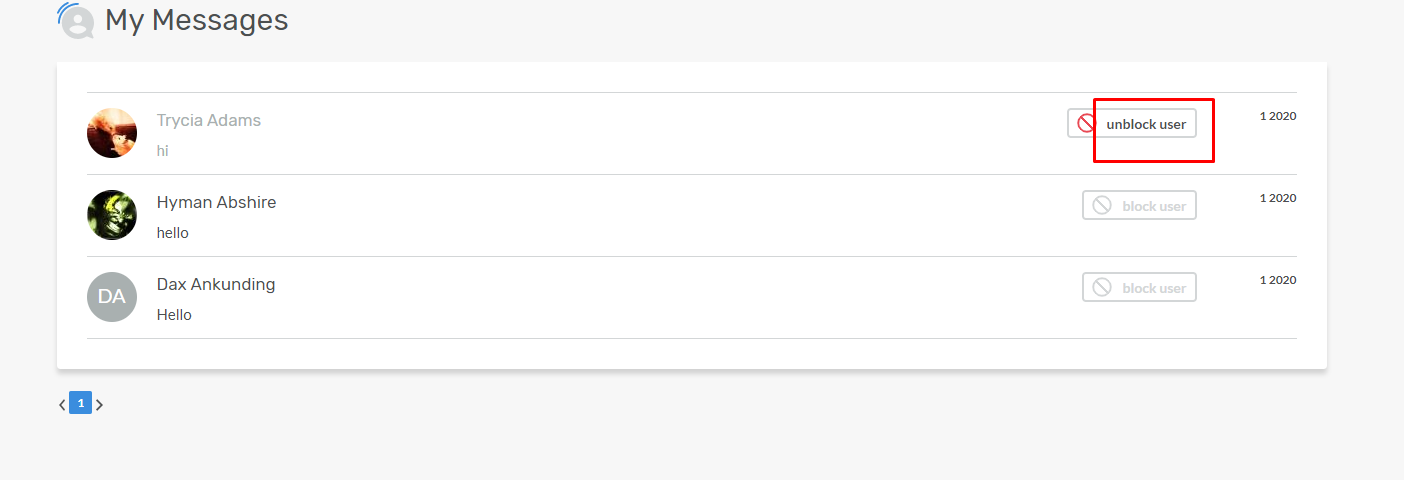 My Messages
Trycia Adams
unblock user
1 2020
hi
Hyman Abshire
block user
1 2020
hello
DA
Dax Ankunding
block user
1 2020
Hello
1